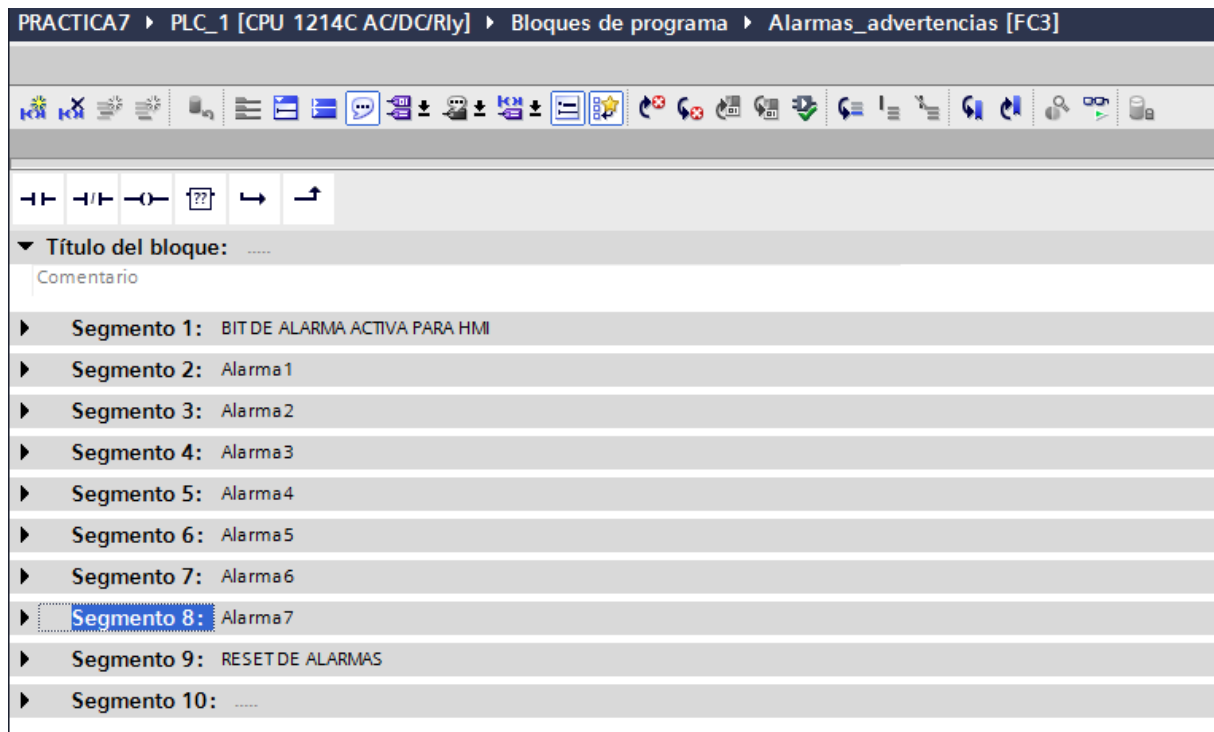 PRACTICA7 ▸ PLC_1 [CPU 1214C AC/DC/Rly] ▸ Bloques de programa ▸ Alarmas_advertencias [FC3]
??
Título del bloque: .....
Comentario
Segmento 1: BIT DE ALARMA ACTIVA PARA HMI
Segmento 2: Alarma1
Segmento 3: Alarma2
Segmento 4: Alarma3
Segmento 5: Alarma4
Segmento 6: Alarma5
Segmento 7: Alarma6
Segmento 8: Alarma7
Segmento 9: RESET DE ALARMAS
Segmento 10: .....